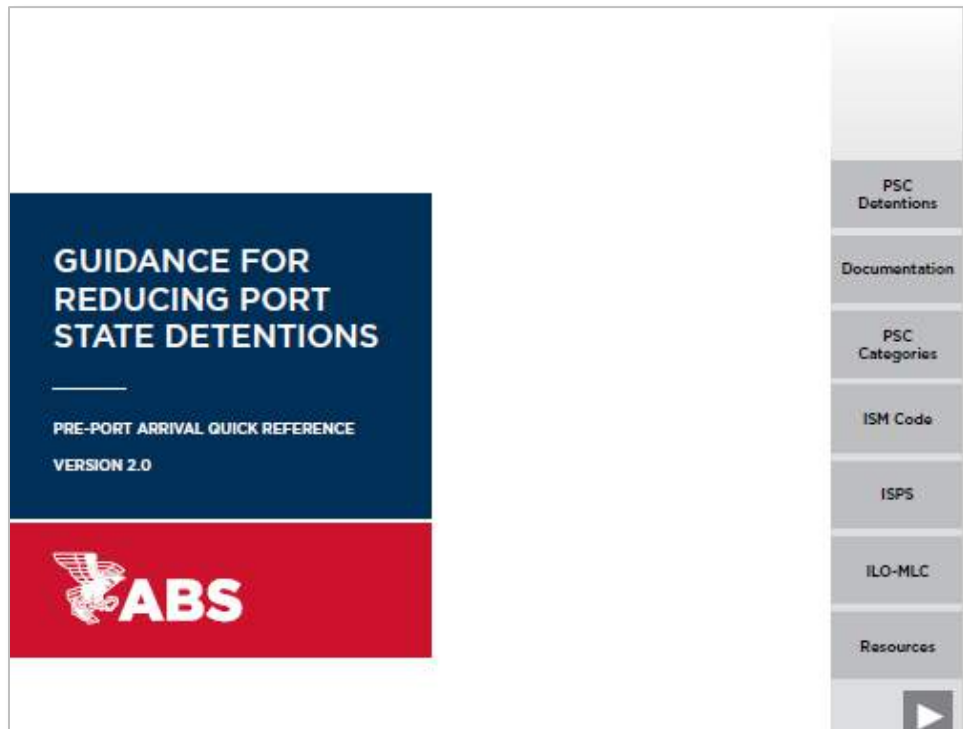 GUIDANCE FOR
REDUCING PORT
STATE DETENTIONS
PRE-PORT ARRIVAL QUICK REFERENCE
VERSION 2.0
ABS
PSC
Detentions
Documentation
PSC
Categories
ISM Code
ISPS
ILO-MLC
Resources